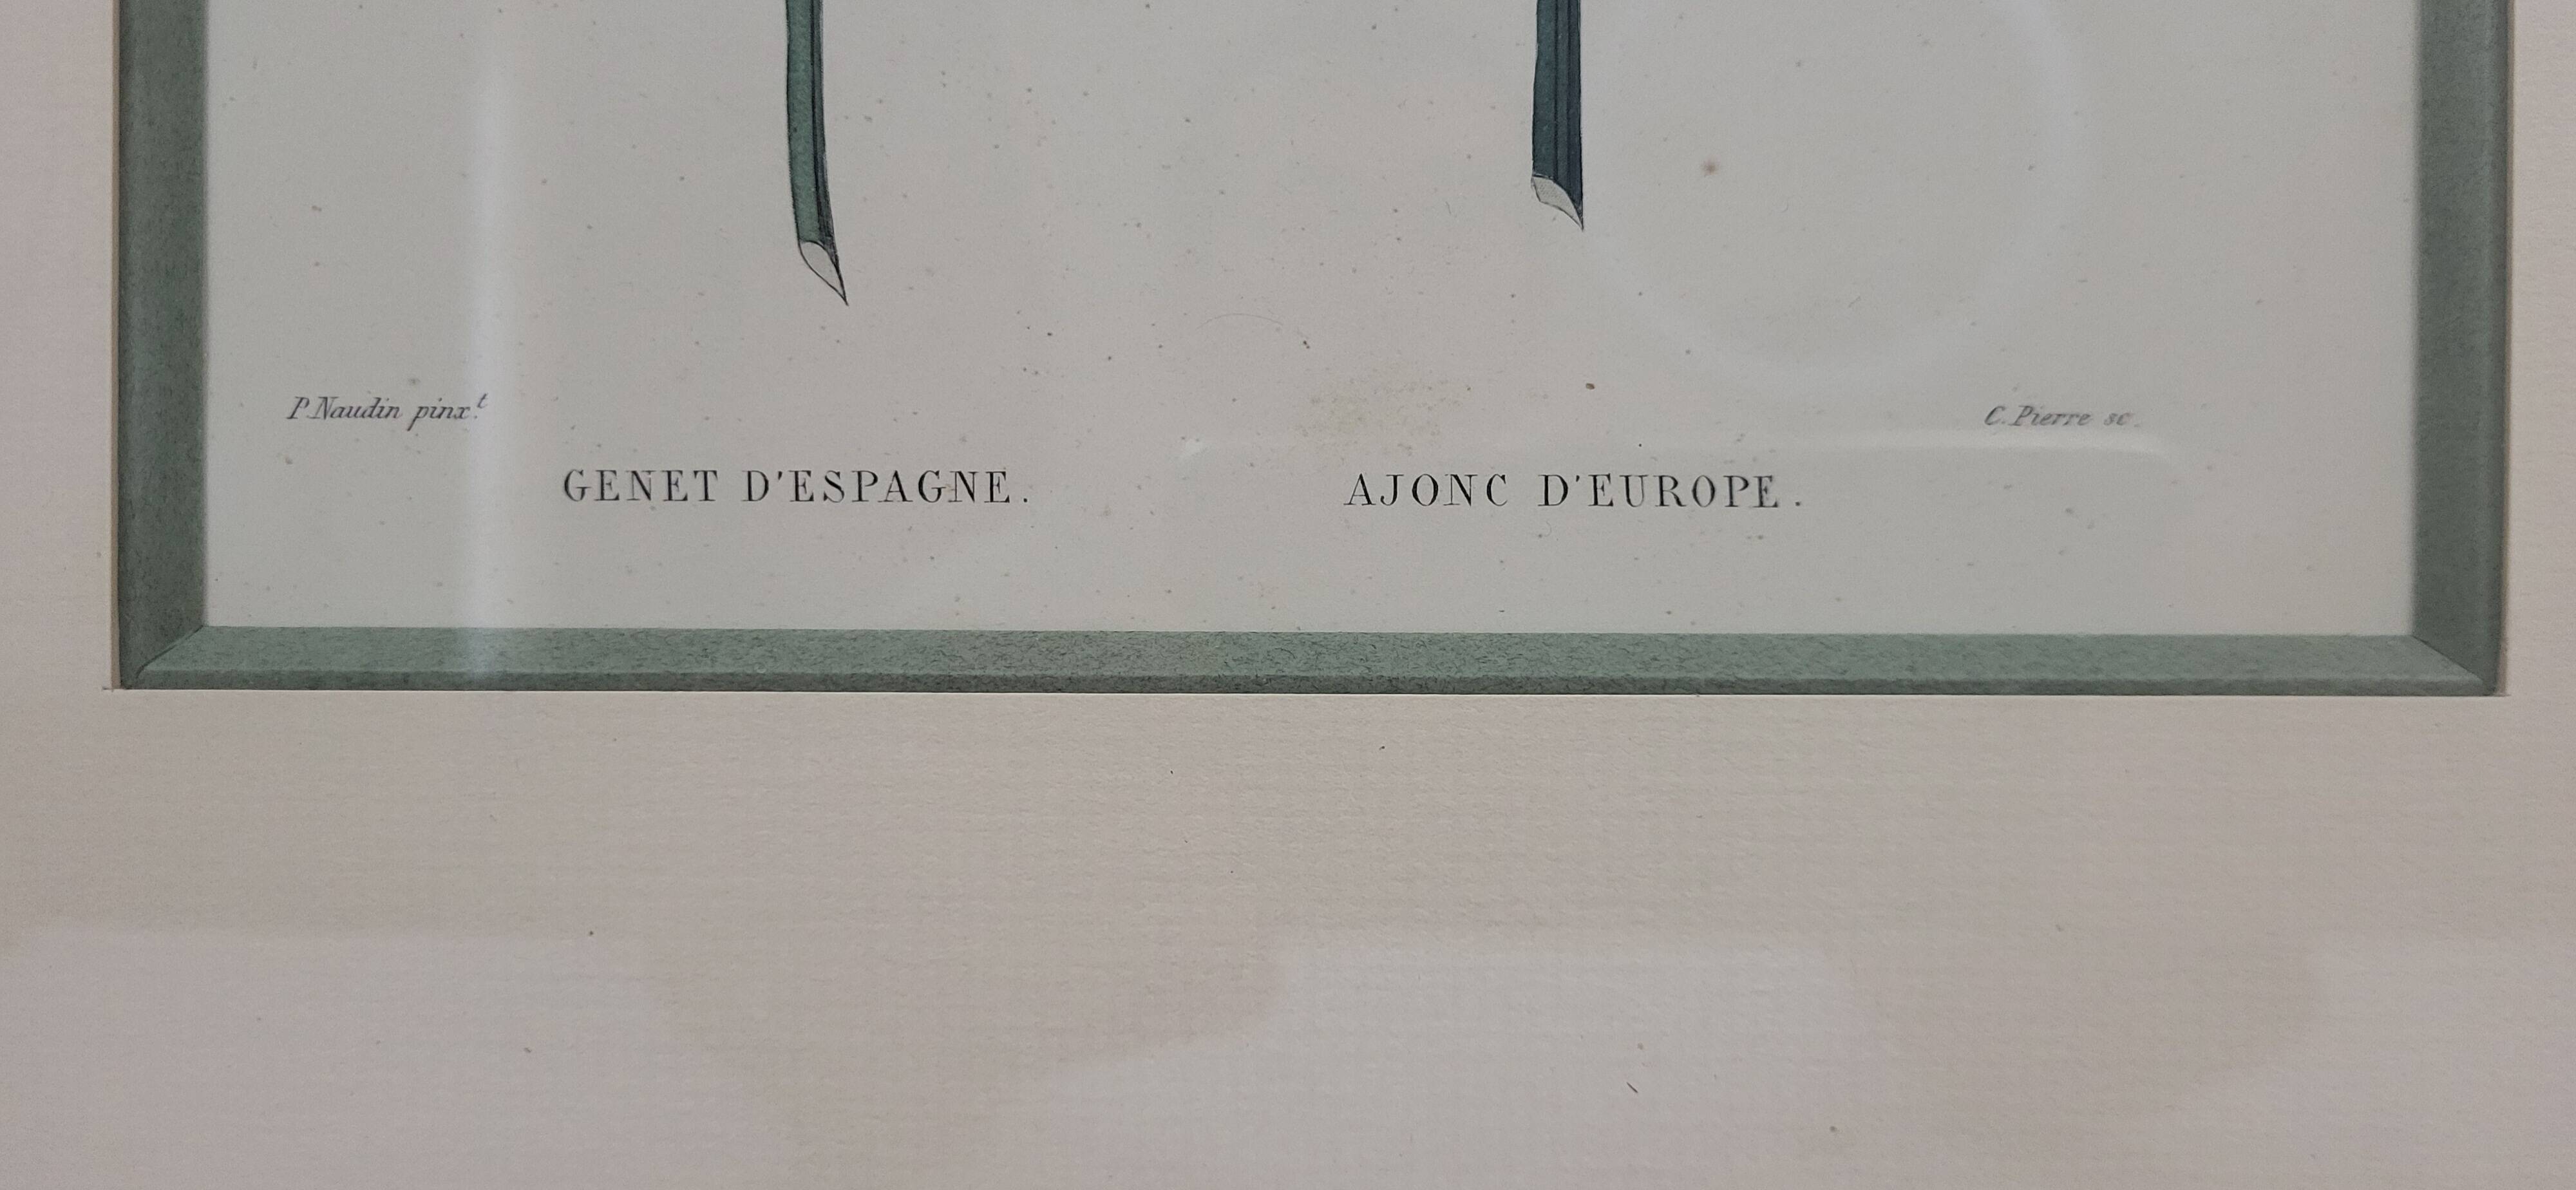 P. Naudin pinx.t
C. Pierre sc.
GENET D'ESPAGNE.
AJONC D'EUROPE.